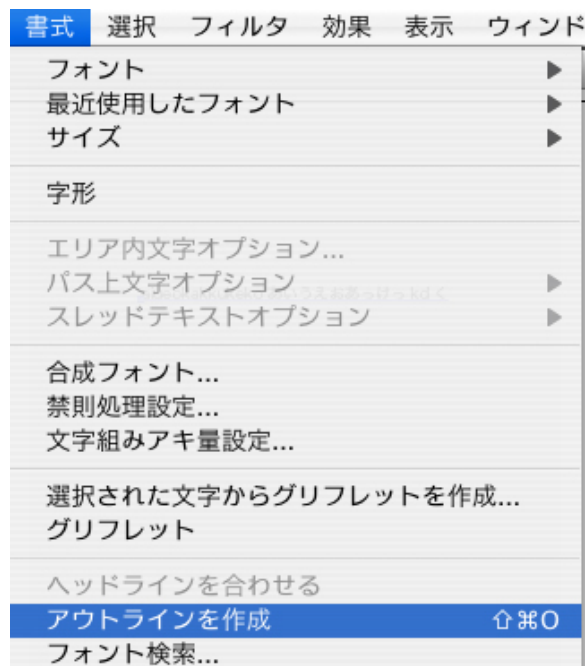 書式 選択 フィルタ 効果 表示 ウィンド
フォント
最近使用したフォント
サイズ
字形
エリア内文字オプション...
パス上文字オプション
スレッドテキストオプション
合成フォント...
禁則処理設定...
文字組みアキ量設定...
選択された文字からグリフレットを作成...
グリフレット
ヘッドラインを合わせる
アウトラインを作成 ⇧⌘O
フォント検索...